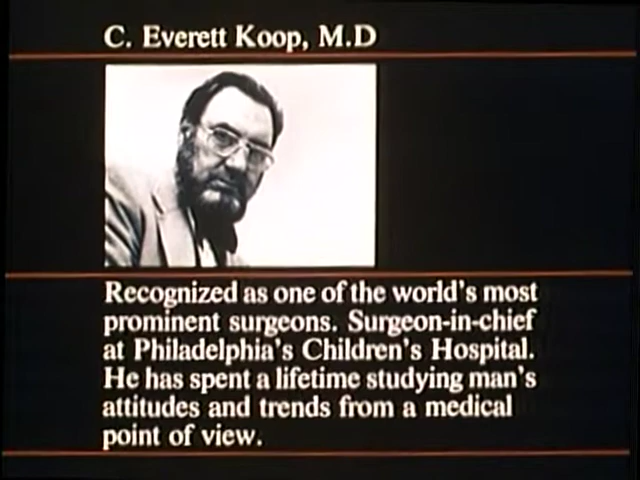 C. Everett Koop, M.D
Recognized as one of the world's most
prominent surgeons. Surgeon-in-chief
at Philadelphia's Children's Hospital.
He has spent a lifetime studying man's
attitudes and trends from a medical
point of view.